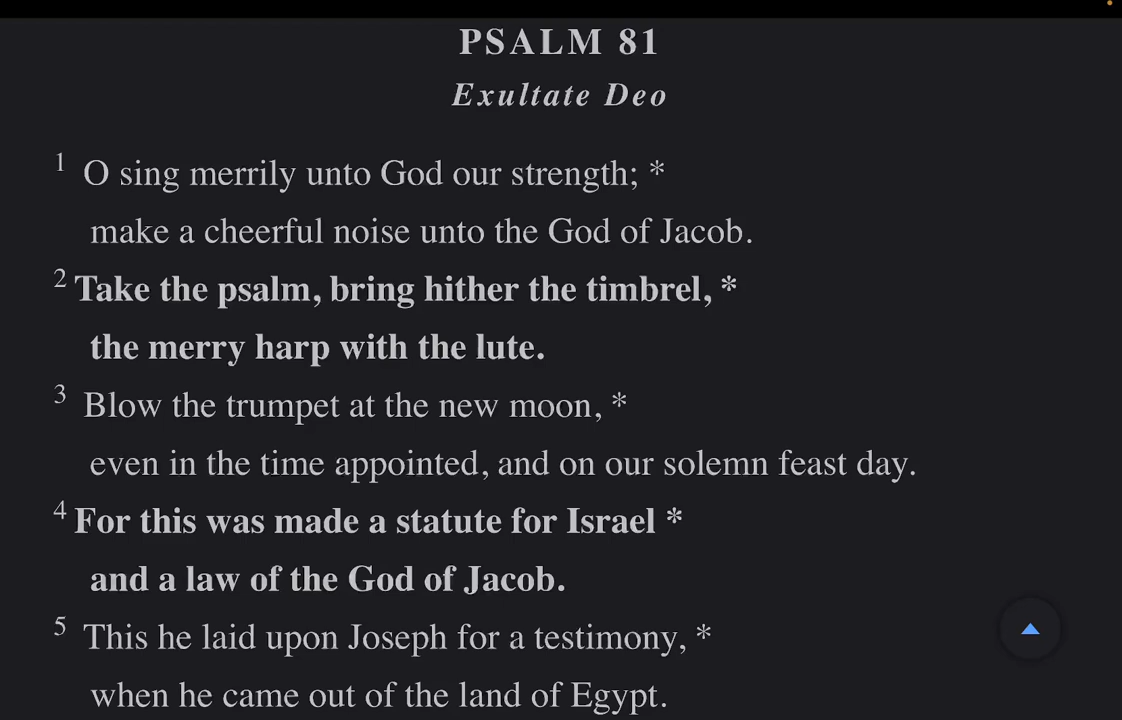 PSALM 81
Exultate Deo
1 O sing merrily unto God our strength; *
make a cheerful noise unto the God of Jacob.
2 Take the psalm, bring hither the timbrel, *
the merry harp with the lute.
3 Blow the trumpet at the new moon, *
even in the time appointed, and on our solemn feast day.
4 For this was made a statute for Israel *
and a law of the God of Jacob.
5 This he laid upon Joseph for a testimony, *
when he came out of the land of Egypt.